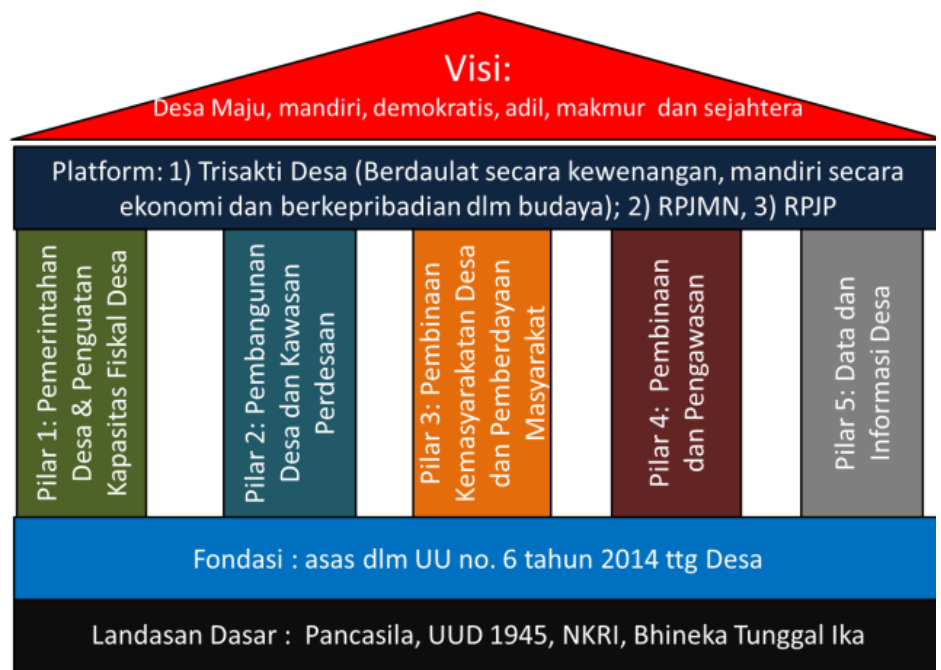 Visi:
Desa Maju, mandiri, demokratis, adil, makmur dan sejahtera
Platform: 1) Trisakti Desa (Berdaulat secara kewenangan, mandiri secara
ekonomi dan berkepribadian dlm budaya); 2) RPJMN, 3) RPJP
Pilar 1: Pemerintahan
Desa & Penguatan
Kapasitas Fiskal Desa
Pilar 2: Pembangunan
Desa dan Kawasan
Perdesaan
Pilar 3: Pembinaan
Kemasyarakatan Desa
dan Pemberdayaan
Masyarakat
Pilar 4: Pembinaan
dan Pengawasan
Pilar 5: Data dan
Informasi Desa
Fondasi : asas dlm UU no. 6 tahun 2014 ttg Desa
Landasan Dasar : Pancasila, UUD 1945, NKRI, Bhineka Tunggal Ika